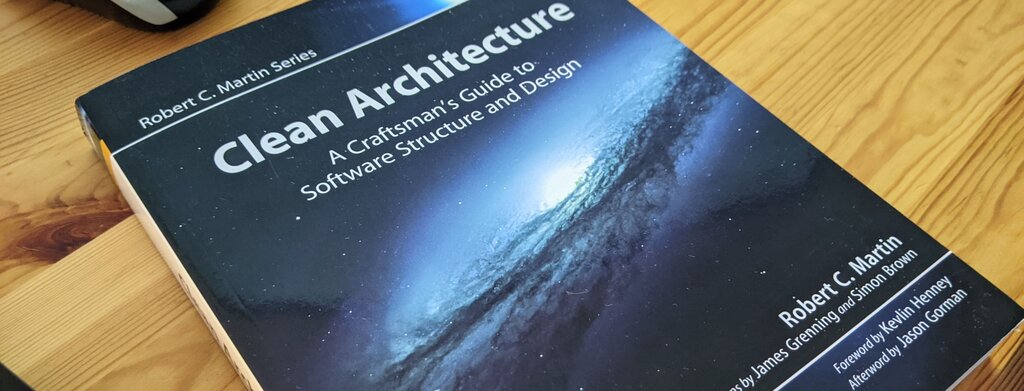 Robert C. Martin Series
Clean Architecture
A Craftsman's Guide to
Software Structure and Design
Robert C. Martin
by James Grenning and Simon Brown
Foreword by Kevlin Henney
Afterword by Jason Gorman